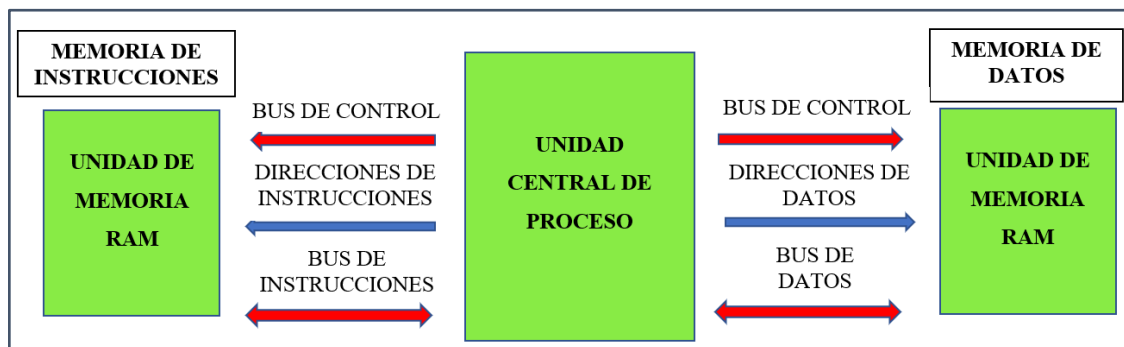 MEMORIA DE
INSTRUCCIONES
UNIDAD DE
MEMORIA
RAM
BUS DE CONTROL
DIRECCIONES DE
INSTRUCCIONES
BUS DE
INSTRUCCIONES
UNIDAD
CENTRAL DE
PROCESO
BUS DE CONTROL
DIRECCIONES DE
DATOS
BUS DE
DATOS
MEMORIA DE
DATOS
UNIDAD DE
MEMORIA
RAM